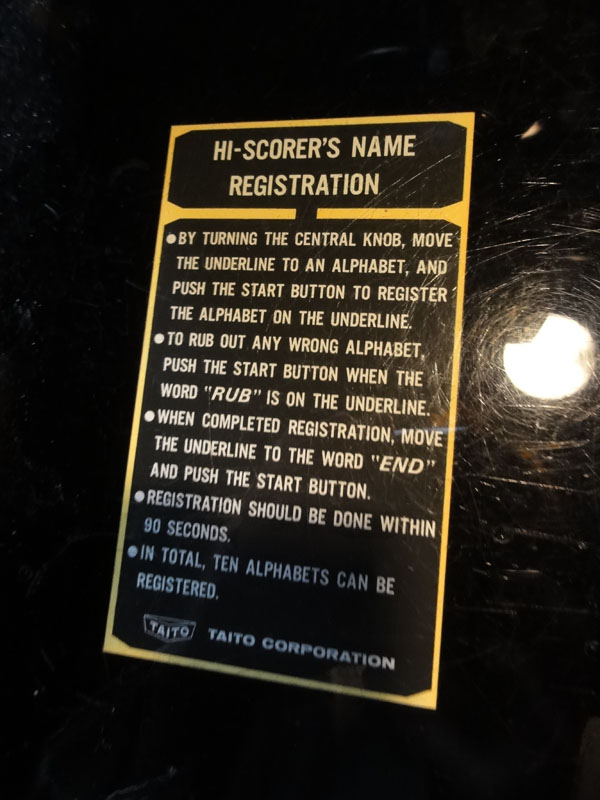 HI-SCORER'S NAME
REGISTRATION
●BY TURNING THE CENTRAL KNOB, MOVE
THE UNDERLINE TO AN ALPHABET, AND
PUSH THE START BUTTON TO REGISTER
THE ALPHABET ON THE UNDERLINE.
●TO RUB OUT ANY WRONG ALPHABET,
PUSH THE START BUTTON WHEN THE
WORD "RUB" IS ON THE UNDERLINE.
●WHEN COMPLETED REGISTRATION, MOVE
THE UNDERLINE TO THE WORD "END"
AND PUSH THE START BUTTON.
●REGISTRATION SHOULD BE DONE WITHIN
90 SECONDS.
●IN TOTAL, TEN ALPHABETS CAN BE
REGISTERED.
TAITO TAITO CORPORATION